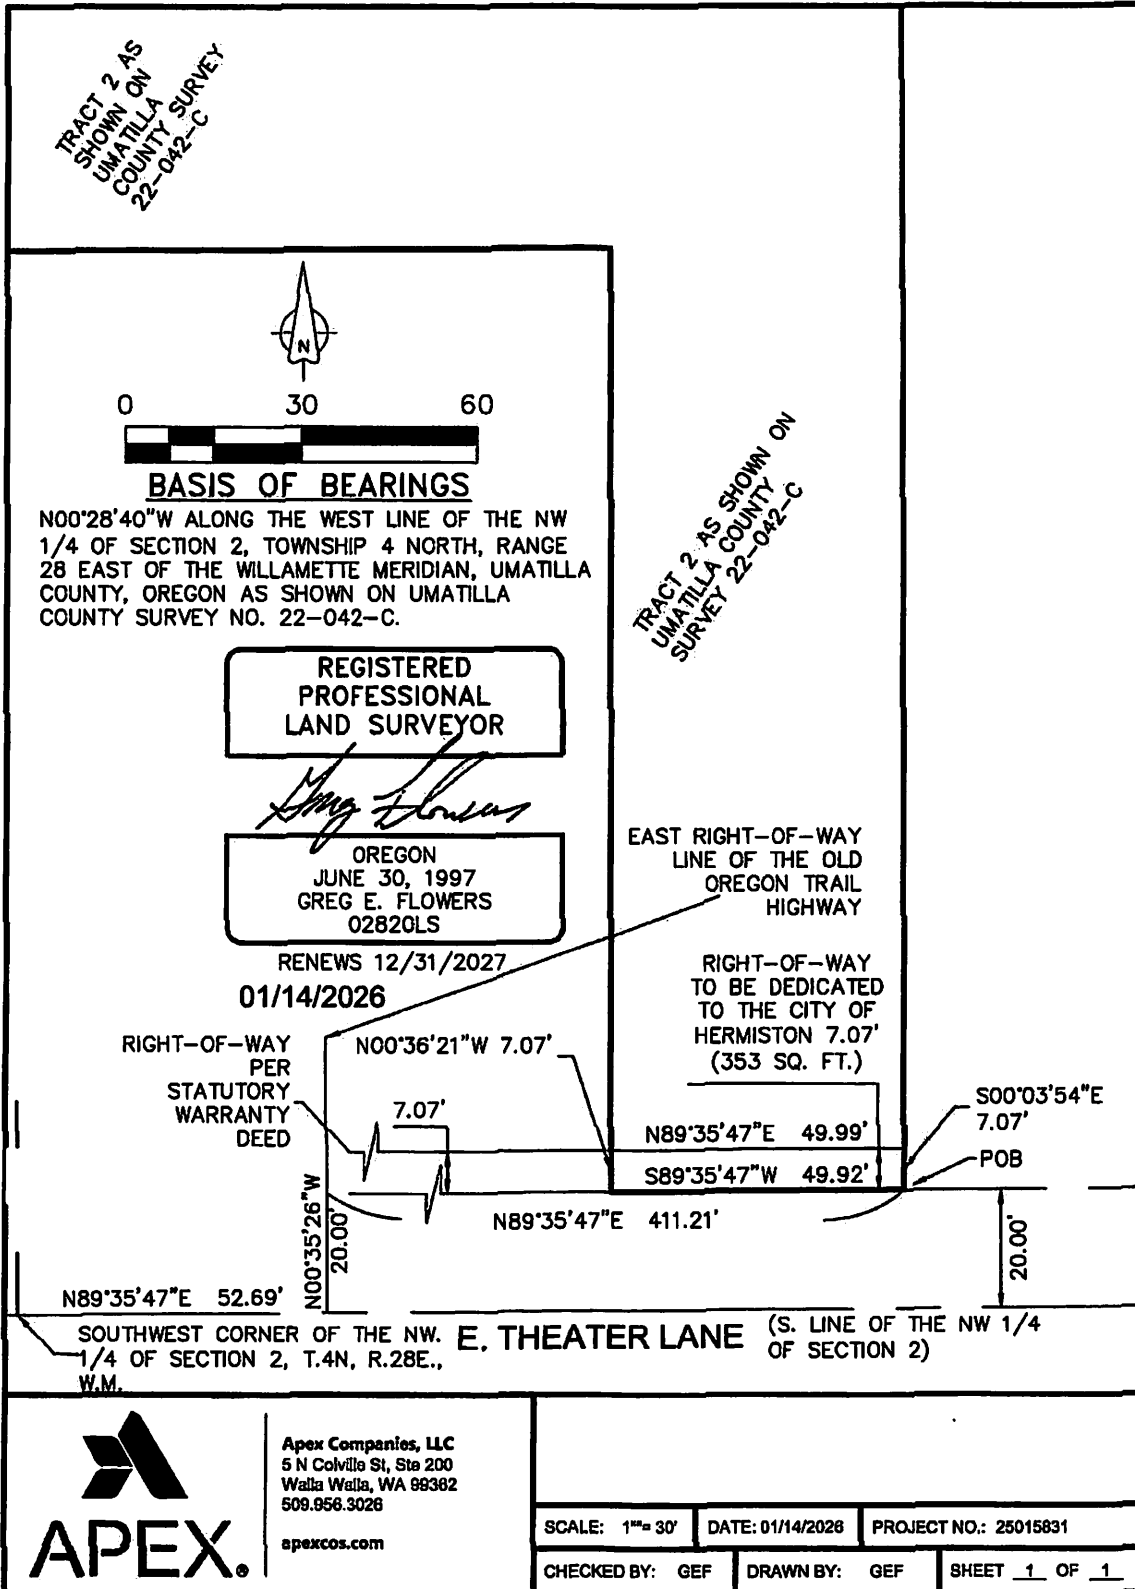 TRACT 2 AS
SHOWN ON
UMATILLA
COUNTY SURVEY
22-042-C
N
0 30 60
BASIS OF BEARINGS
N00°28'40"W ALONG THE WEST LINE OF THE NW
1/4 OF SECTION 2, TOWNSHIP 4 NORTH, RANGE
28 EAST OF THE WILLAMETTE MERIDIAN, UMATILLA
COUNTY, OREGON AS SHOWN ON UMATILLA
COUNTY SURVEY NO. 22-042-C.
TRACT 2 AS SHOWN ON
UMATILLA COUNTY
SURVEY 22-042-C
REGISTERED
PROFESSIONAL
LAND SURVEYOR
Greg Flowers
OREGON
JUNE 30, 1997
GREG E. FLOWERS
02820LS
RENEWS 12/31/2027
01/14/2026
EAST RIGHT-OF-WAY
LINE OF THE OLD
OREGON TRAIL
HIGHWAY
RIGHT-OF-WAY
TO BE DEDICATED
TO THE CITY OF
HERMISTON 7.07'
(353 SQ. FT.)
RIGHT-OF-WAY
PER
STATUTORY
WARRANTY
DEED
N00°36'21"W 7.07'
7.07'
S00°03'54"E
7.07'
POB
N89°35'47"E 49.99'
S89°35'47"W 49.92'
N89°35'47"E 411.21'
N00°35'26"W
20.00'
20.00'
N89°35'47"E 52.69'
SOUTHWEST CORNER OF THE NW.
1/4 OF SECTION 2, T.4N, R.28E.,
W.M.
E. THEATER LANE
(S. LINE OF THE NW 1/4
OF SECTION 2)
APEX.
Apex Companies, LLC
5 N Colville St, Ste 200
Walla Walla, WA 99362
509.956.3026
apexcos.com
SCALE: 1"= 30' DATE: 01/14/2026 PROJECT NO.: 25015831
CHECKED BY: GEF DRAWN BY: GEF SHEET 1 OF 1